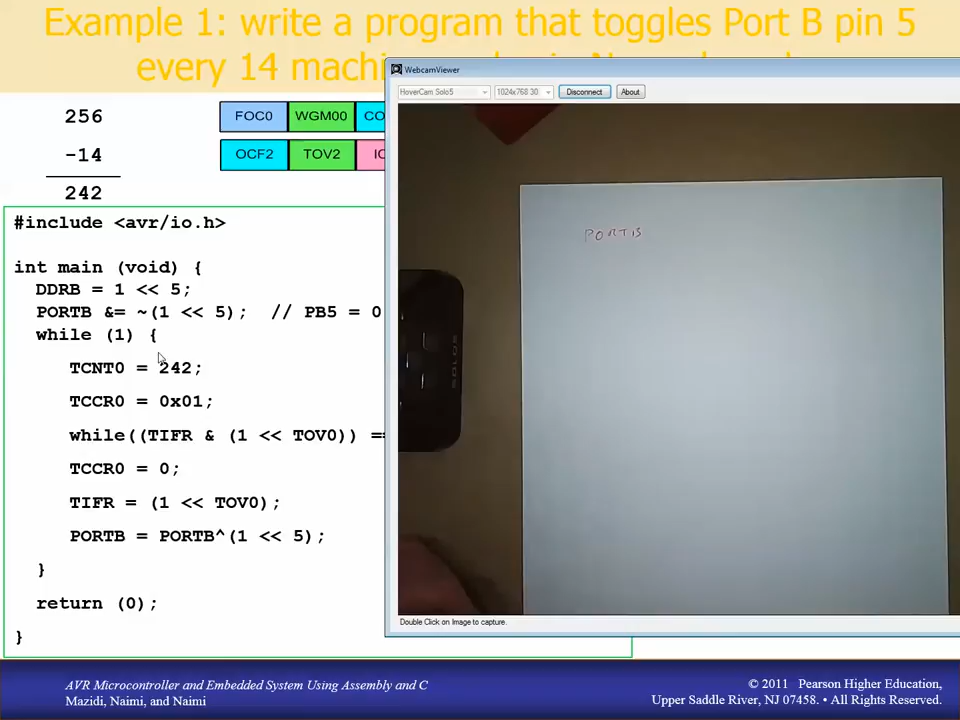 Example 1: write a program that toggles Port B pin 5
every 14 machi
WebcamViewer
HoverCam Solo5 1024x768 30 Disconnect About
256
-14
242
FOC0 WGM00 CO
OCF2 TOV2 IC
PORTB
#include <avr/io.h>
int main (void) {
DDRB = 1 << 5;
PORTB &= ~(1 << 5); // PB5 = 0
while (1) {
TCNT0 = 242;
TCCR0 = 0x01;
while((TIFR & (1 << TOV0)) ==
TCCR0 = 0;
TIFR = (1 << TOV0);
PORTB = PORTB^(1 << 5);
}
return (0);
}
SOLO5
Double Click on Image to capture.
AVR Microcontroller and Embedded System Using Assembly and C
Mazidi, Naimi, and Naimi
© 2011 Pearson Higher Education,
Upper Saddle River, NJ 07458. • All Rights Reserved.